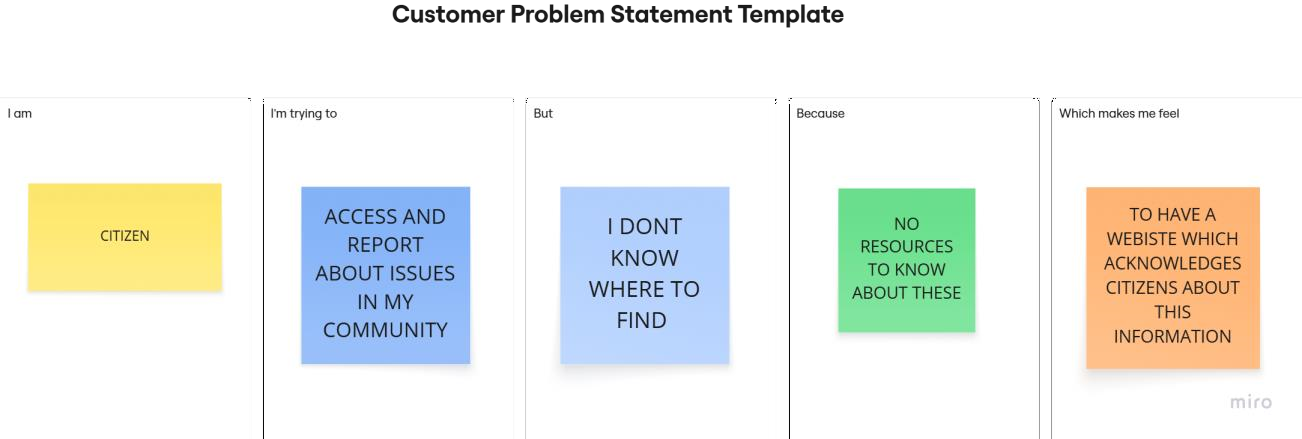 Customer Problem Statement Template
I am
I'm trying to
But
Because
Which makes me feel
CITIZEN
ACCESS AND
REPORT
ABOUT ISSUES
IN MY
COMMUNITY
I DONT
KNOW
WHERE TO
FIND
NO
RESOURCES
TO KNOW
ABOUT THESE
TO HAVE A
WEBISTE WHICH
ACKNOWLEDGES
CITIZENS ABOUT
THIS
INFORMATION
miro